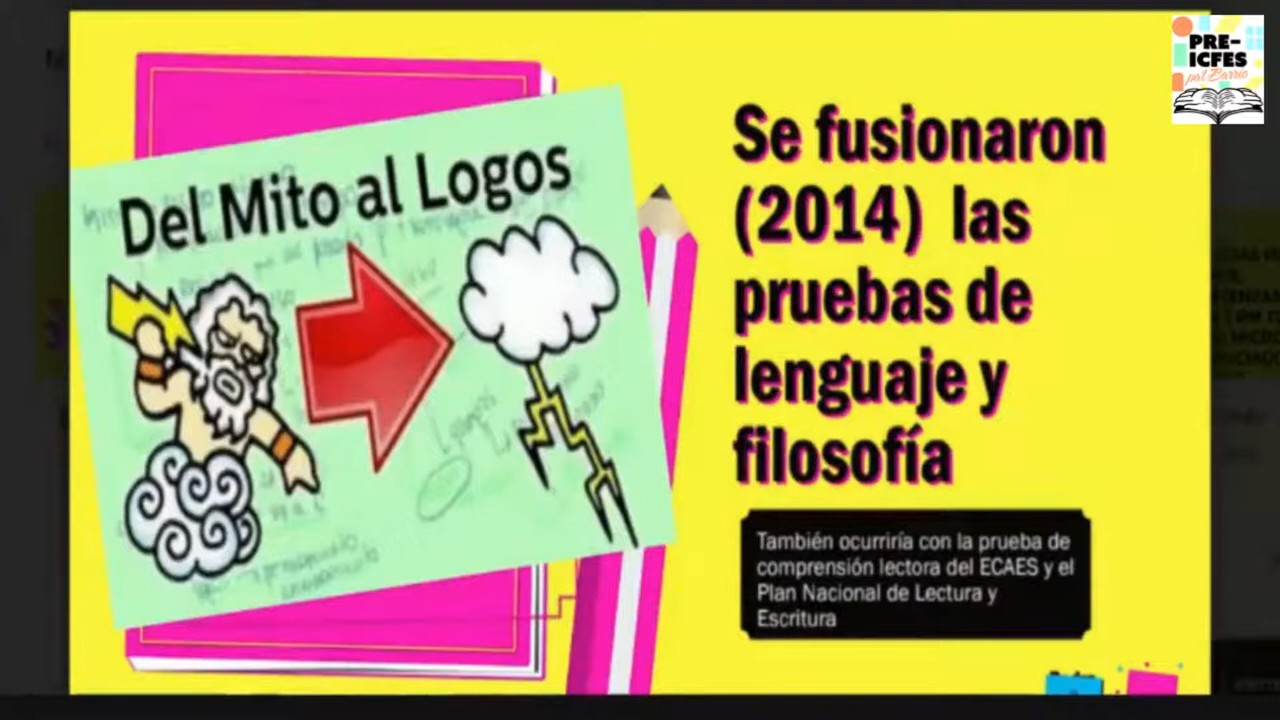 PRE-
ICFES
pal Barrio
Del Mito al Logos
Se fusionaron
(2014) las
pruebas de
lenguaje y
filosofía
También ocurriría con la prueba de
comprensión lectora del ECAES y el
Plan Nacional de Lectura y
Escritura